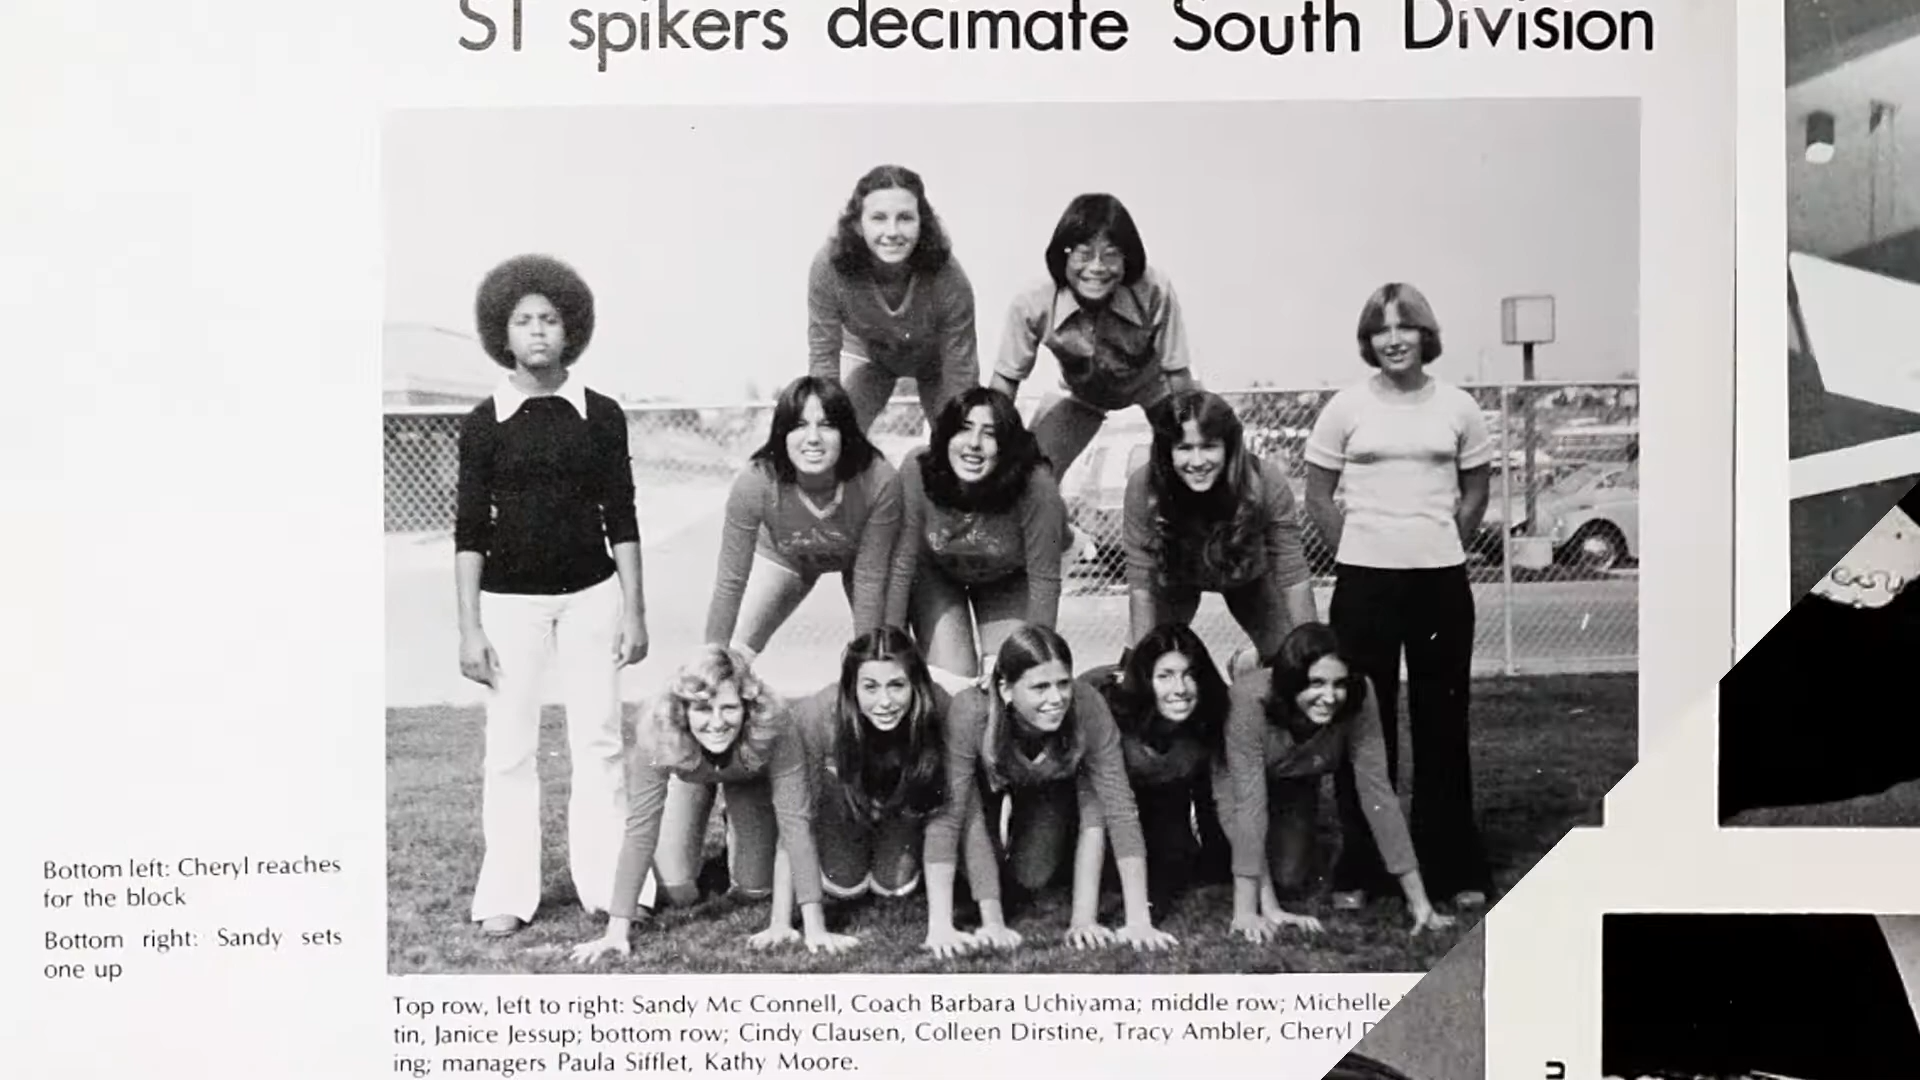 ST spikers decimate South Division
Bottom left: Cheryl reaches
for the block
Bottom right: Sandy sets
one up
Top row, left to right: Sandy Mc Connell, Coach Barbara Uchiyama; middle row; Michelle
tin, Janice Jessup; bottom row; Cindy Clausen, Colleen Dirstine, Tracy Ambler, Cheryl
ing; managers Paula Sifflet, Kathy Moore.